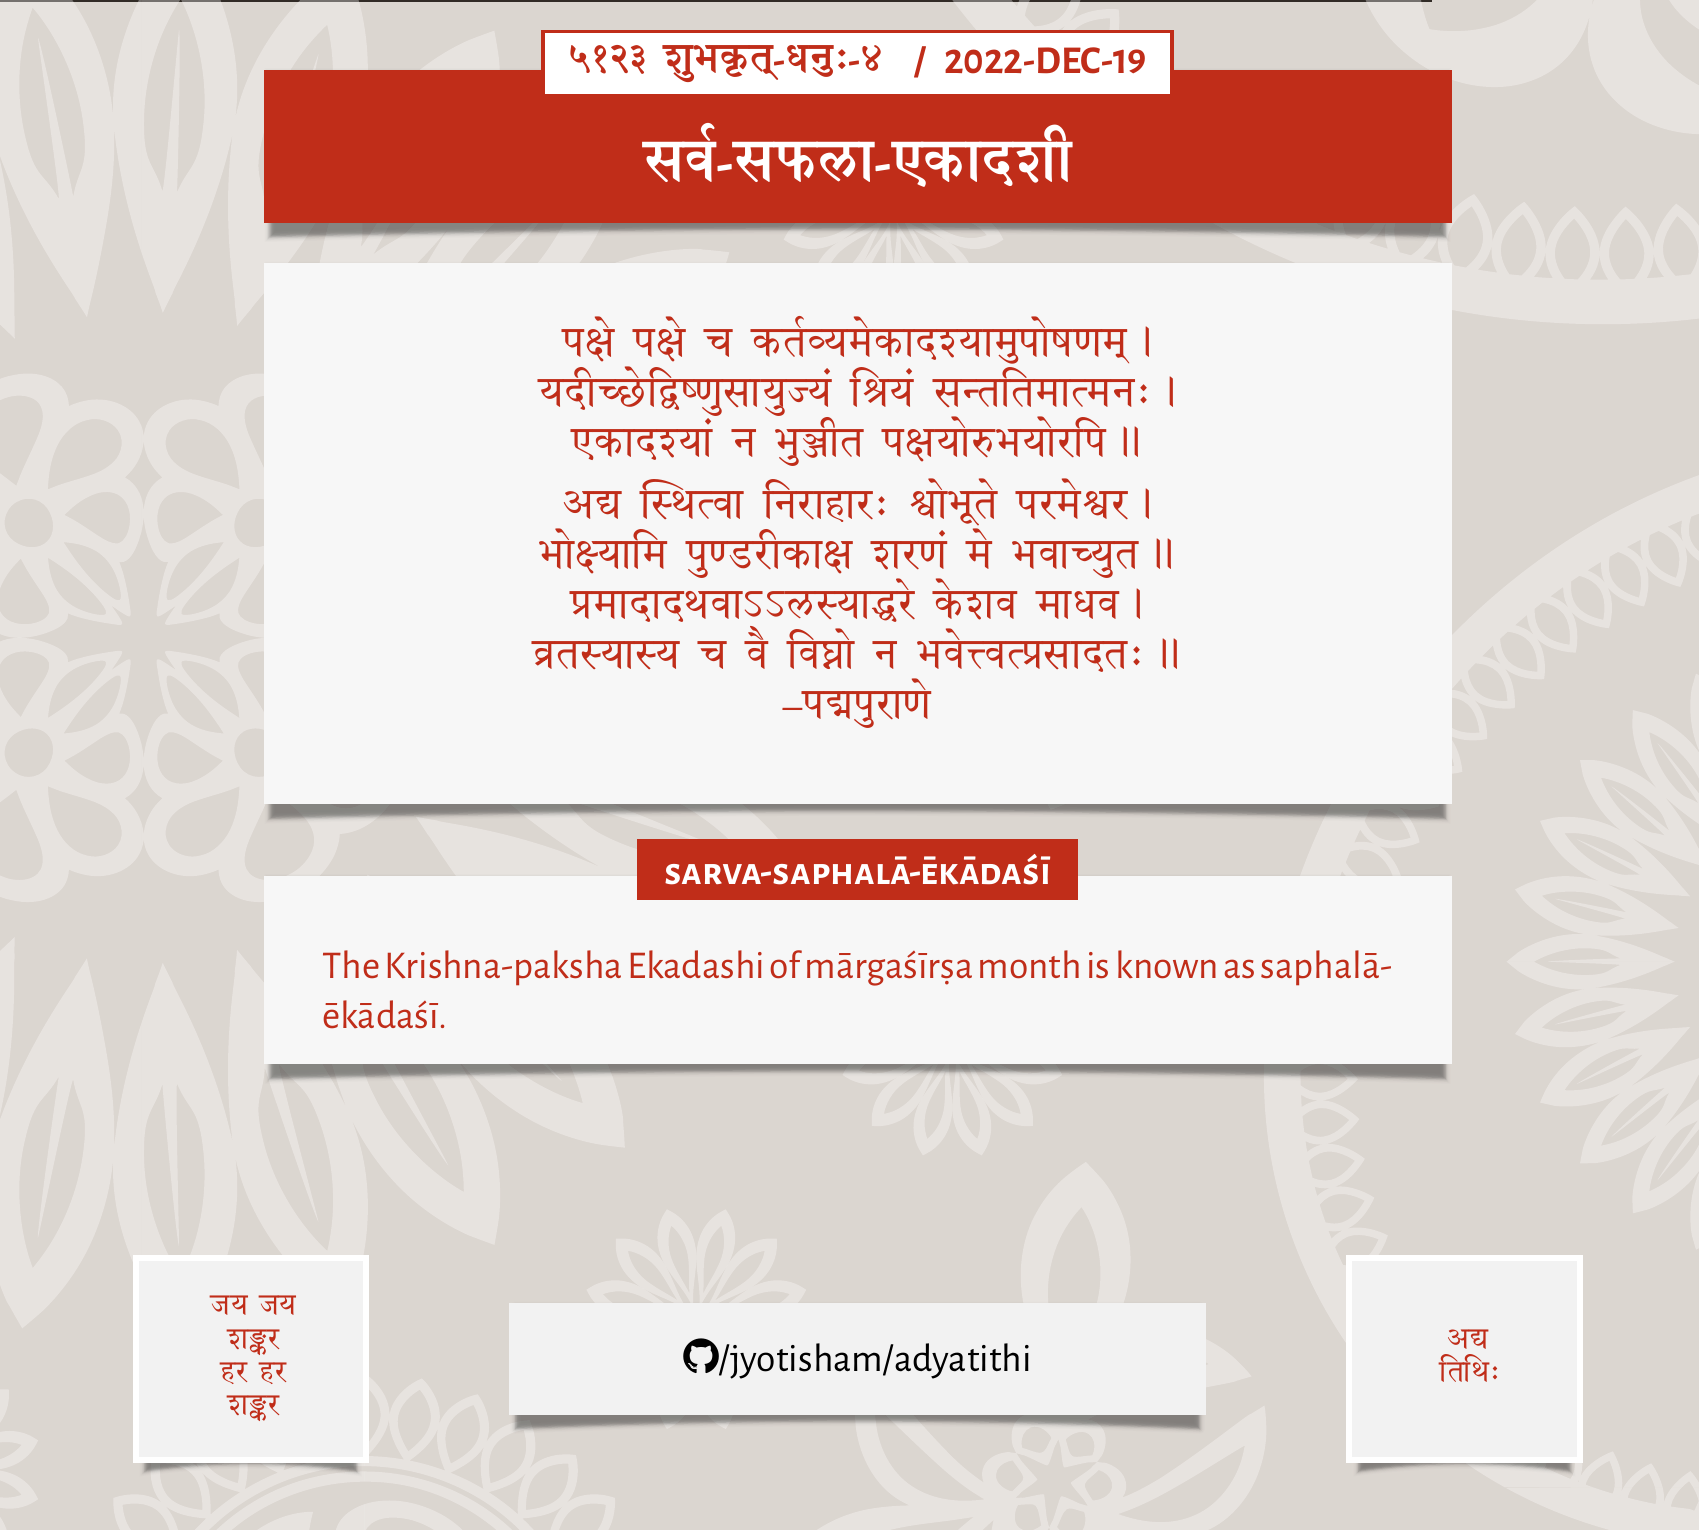 ५१२३ शुभकृत्-धनुः-४ / 2022-DEC-19
सर्व-सफला-एकादशी
पक्षे पक्षे च कर्तव्यमेकादश्यामुपोषणम्।
यदीच्छेद्विष्णुसायुज्यं श्रियं सन्ततिमात्मनः।
एकादश्यां न भुञ्जीत पक्षयोरुभयोरपि॥
अद्य स्थित्वा निराहारः श्वोभूते परमेश्वर।
भोक्ष्यामि पुण्डरीकाक्ष शरणं मे भवाच्युत॥
प्रमादादथवाऽऽलस्याद्धरे केशव माधव।
व्रतस्यास्य च वै विघ्नो न भवेत्त्वत्प्रसादतः॥
–पद्मपुराणे
SARVA-SAPHALĀ-ĒKĀDAŚĪ
The Krishna-paksha Ekadashi of mārgaśīrṣa month is known as saphalā-
ēkādaśī.
जय जय
शङ्कर
हर हर
शङ्कर
/jyotisham/adyatithi
अद्य
तिथिः